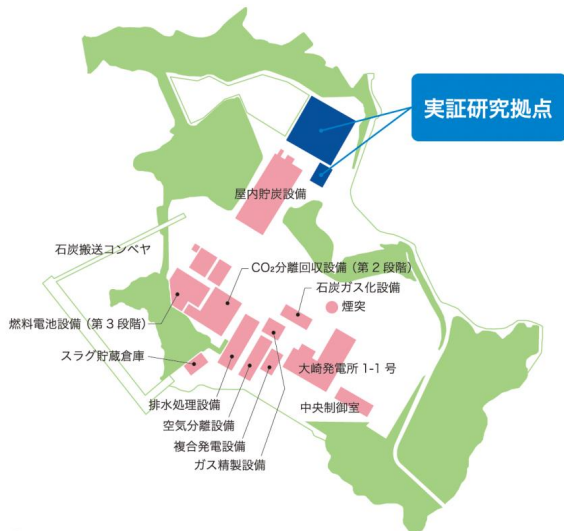 実証研究拠点
屋内貯炭設備
石炭搬送コンベヤ
CO₂分離回収設備（第２段階）
石炭ガス化設備
煙突
燃料電池設備（第３段階）
スラグ貯蔵倉庫
大崎発電所 1-1 号
排水処理設備
中央制御室
空気分離設備
複合発電設備
ガス精製設備